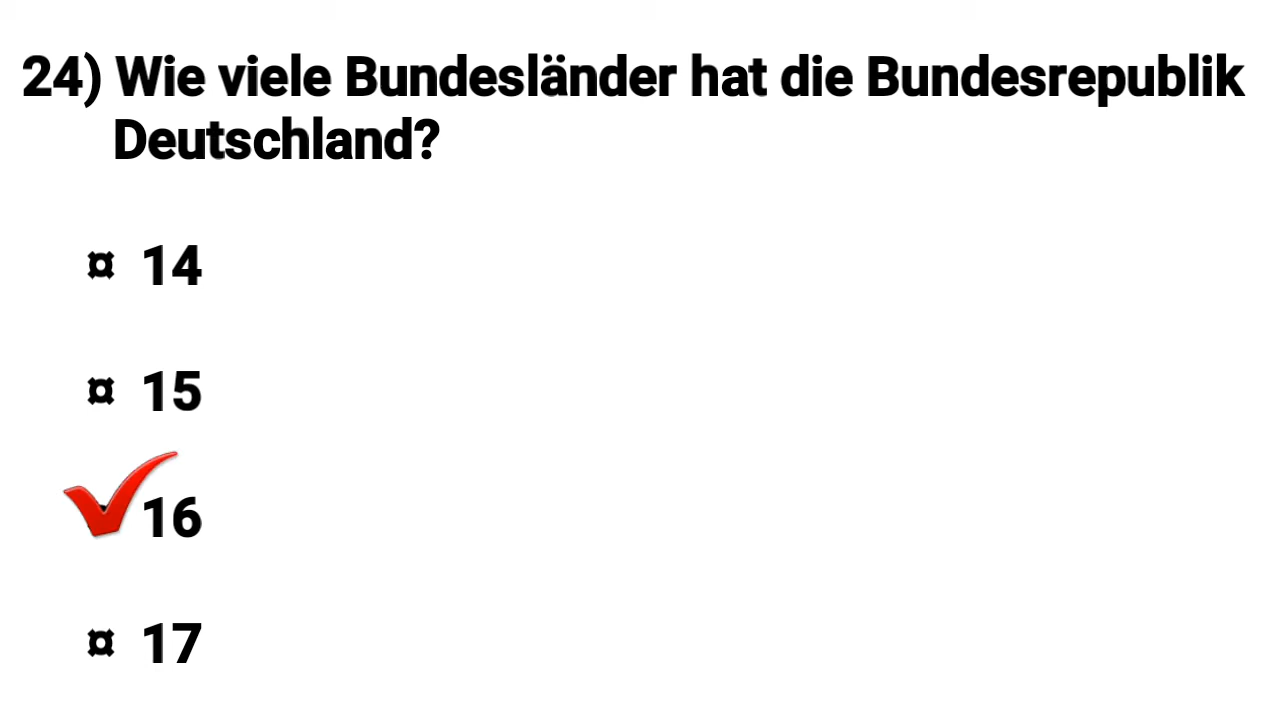 24) Wie viele Bundesländer hat die Bundesrepublik
Deutschland?
¤ 14
¤ 15
16
¤ 17